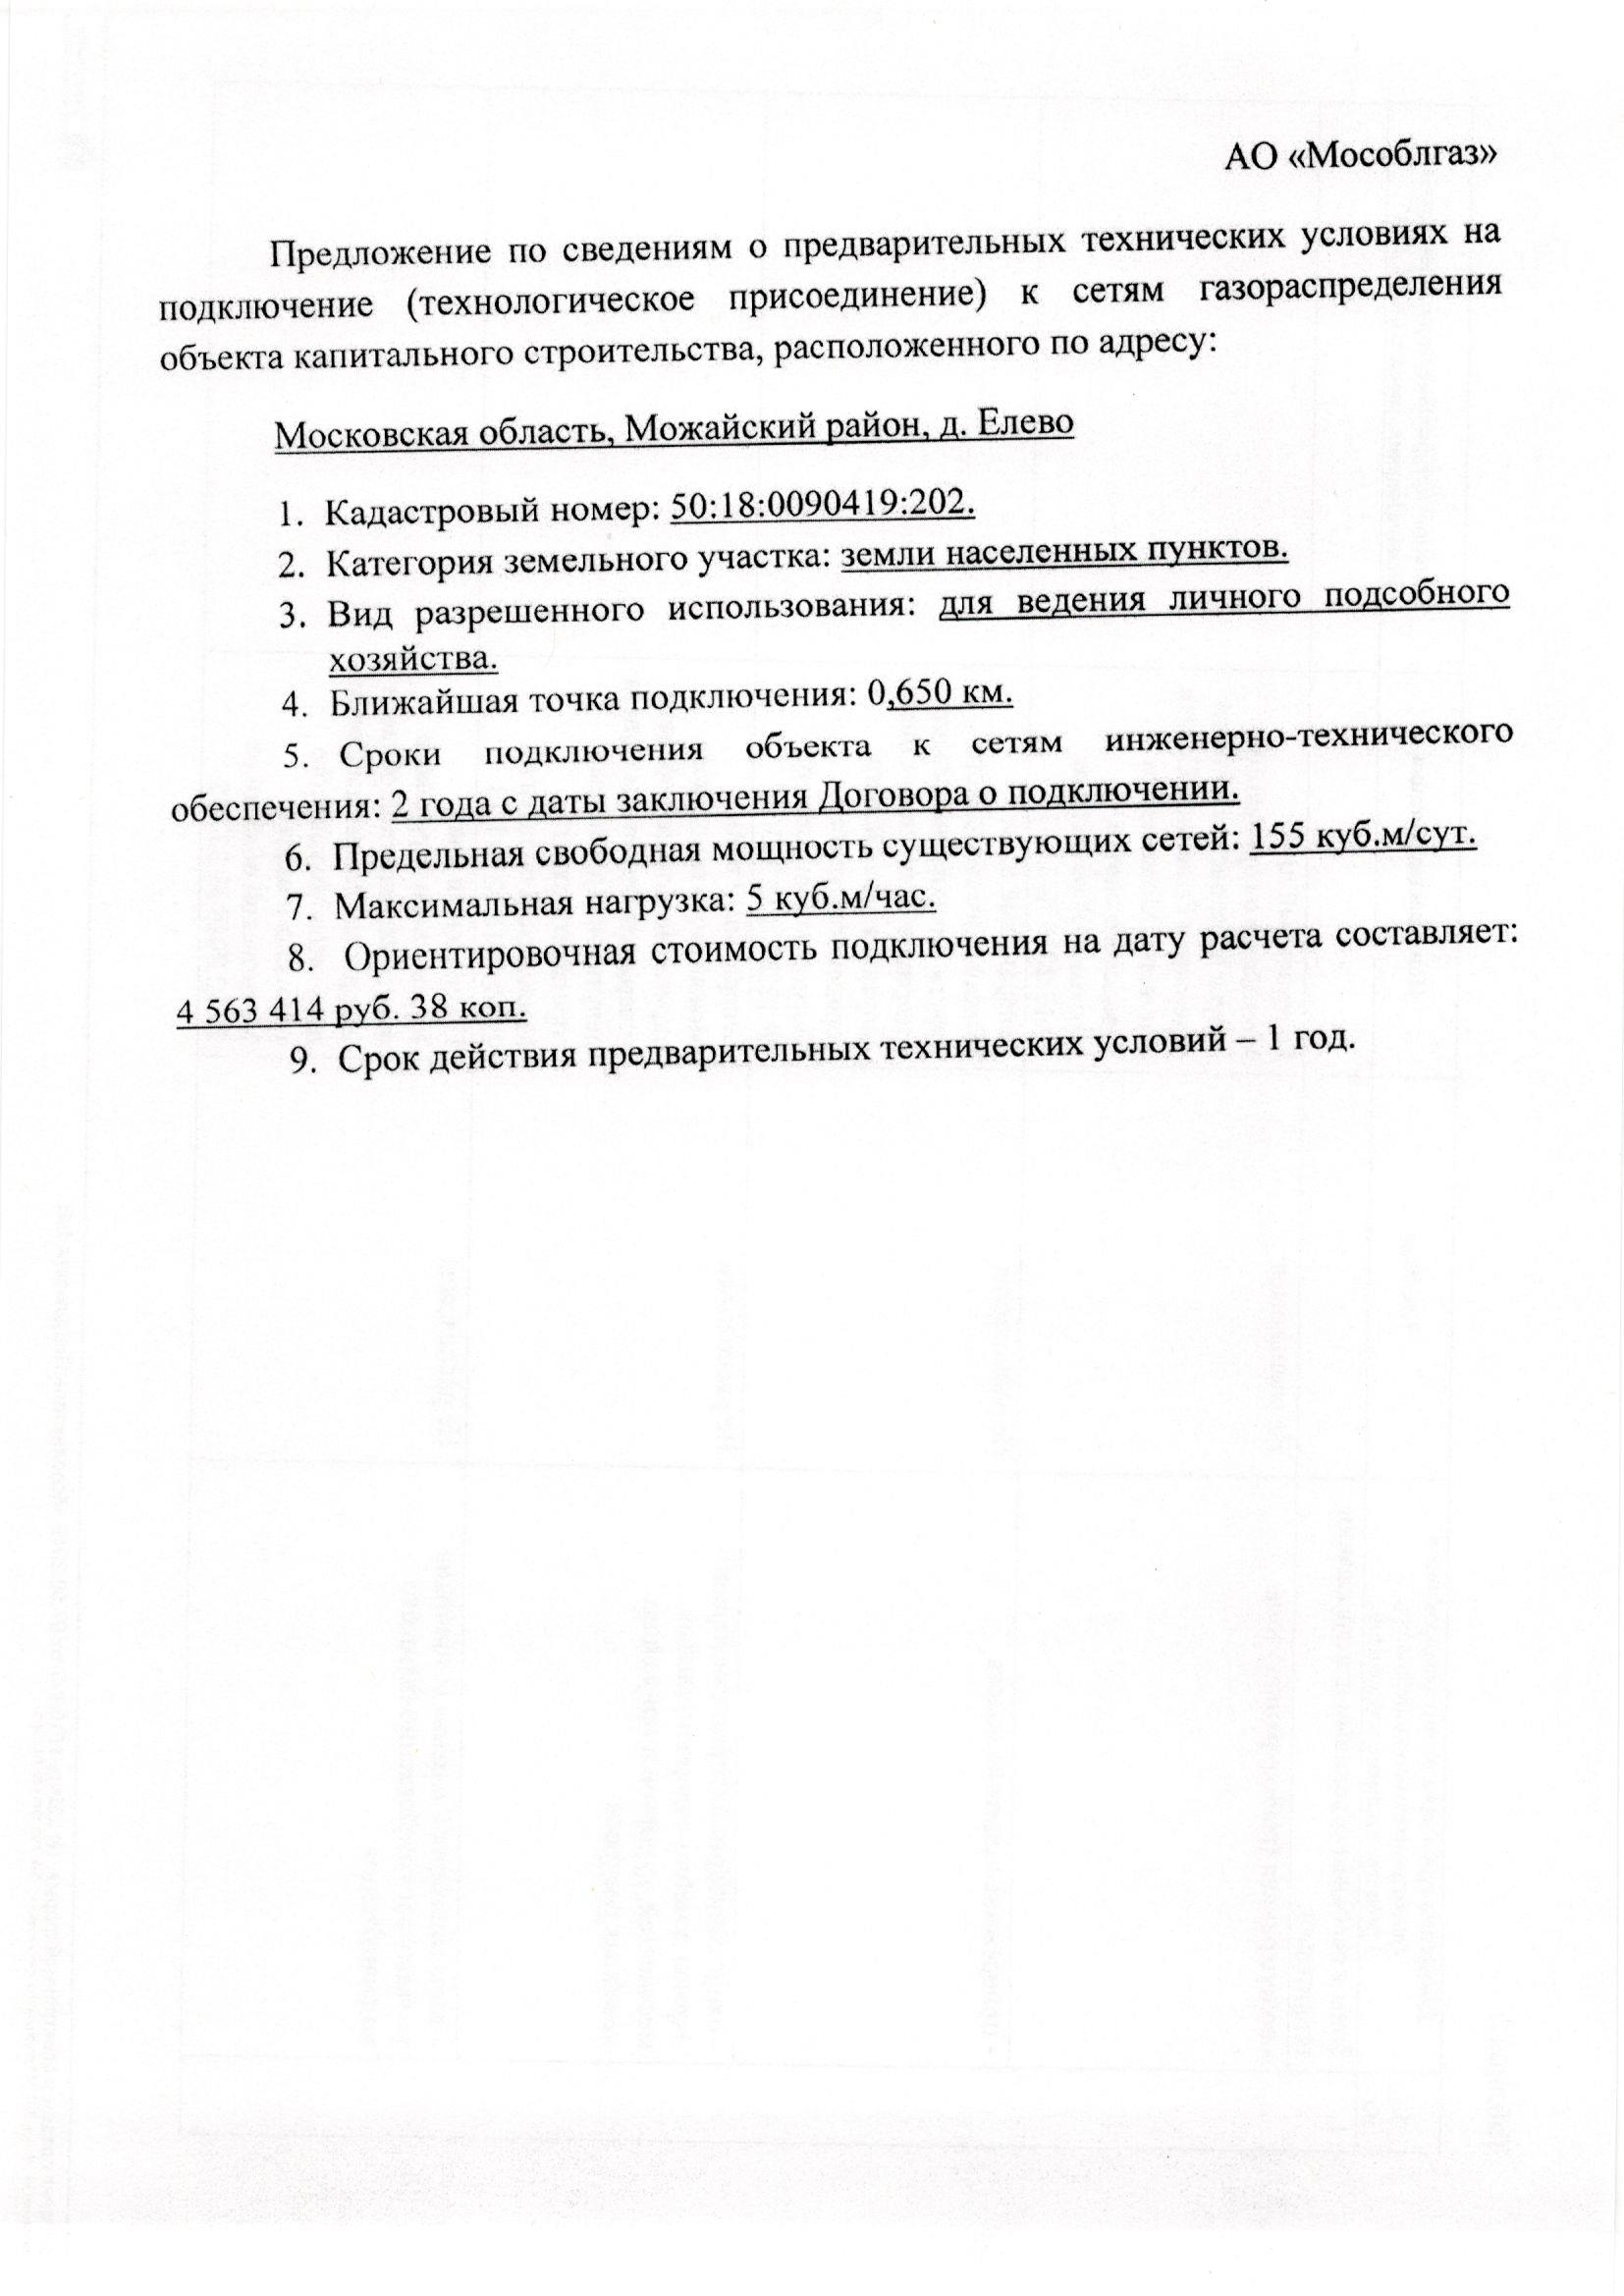 АО «Мособлгаз»
Предложение по сведениям о предварительных технических условиях на
подключение (технологическое присоединение) к сетям газораспределения
объекта капитального строительства, расположенного по адресу:
Московская область, Можайский район, д. Елево
1. Кадастровый номер: 50:18:0090419:202.
2. Категория земельного участка: земли населенных пунктов.
3. Вид разрешенного использования: для ведения личного подсобного
хозяйства.
4. Ближайшая точка подключения: 0,650 км.
5. Сроки подключения объекта к сетям инженерно-технического
обеспечения: 2 года с даты заключения Договора о подключении.
6. Предельная свободная мощность существующих сетей: 155 куб.м/сут.
7. Максимальная нагрузка: 5 куб.м/час.
8. Ориентировочная стоимость подключения на дату расчета составляет:
4 563 414 руб. 38 коп.
9. Срок действия предварительных технических условий – 1 год.